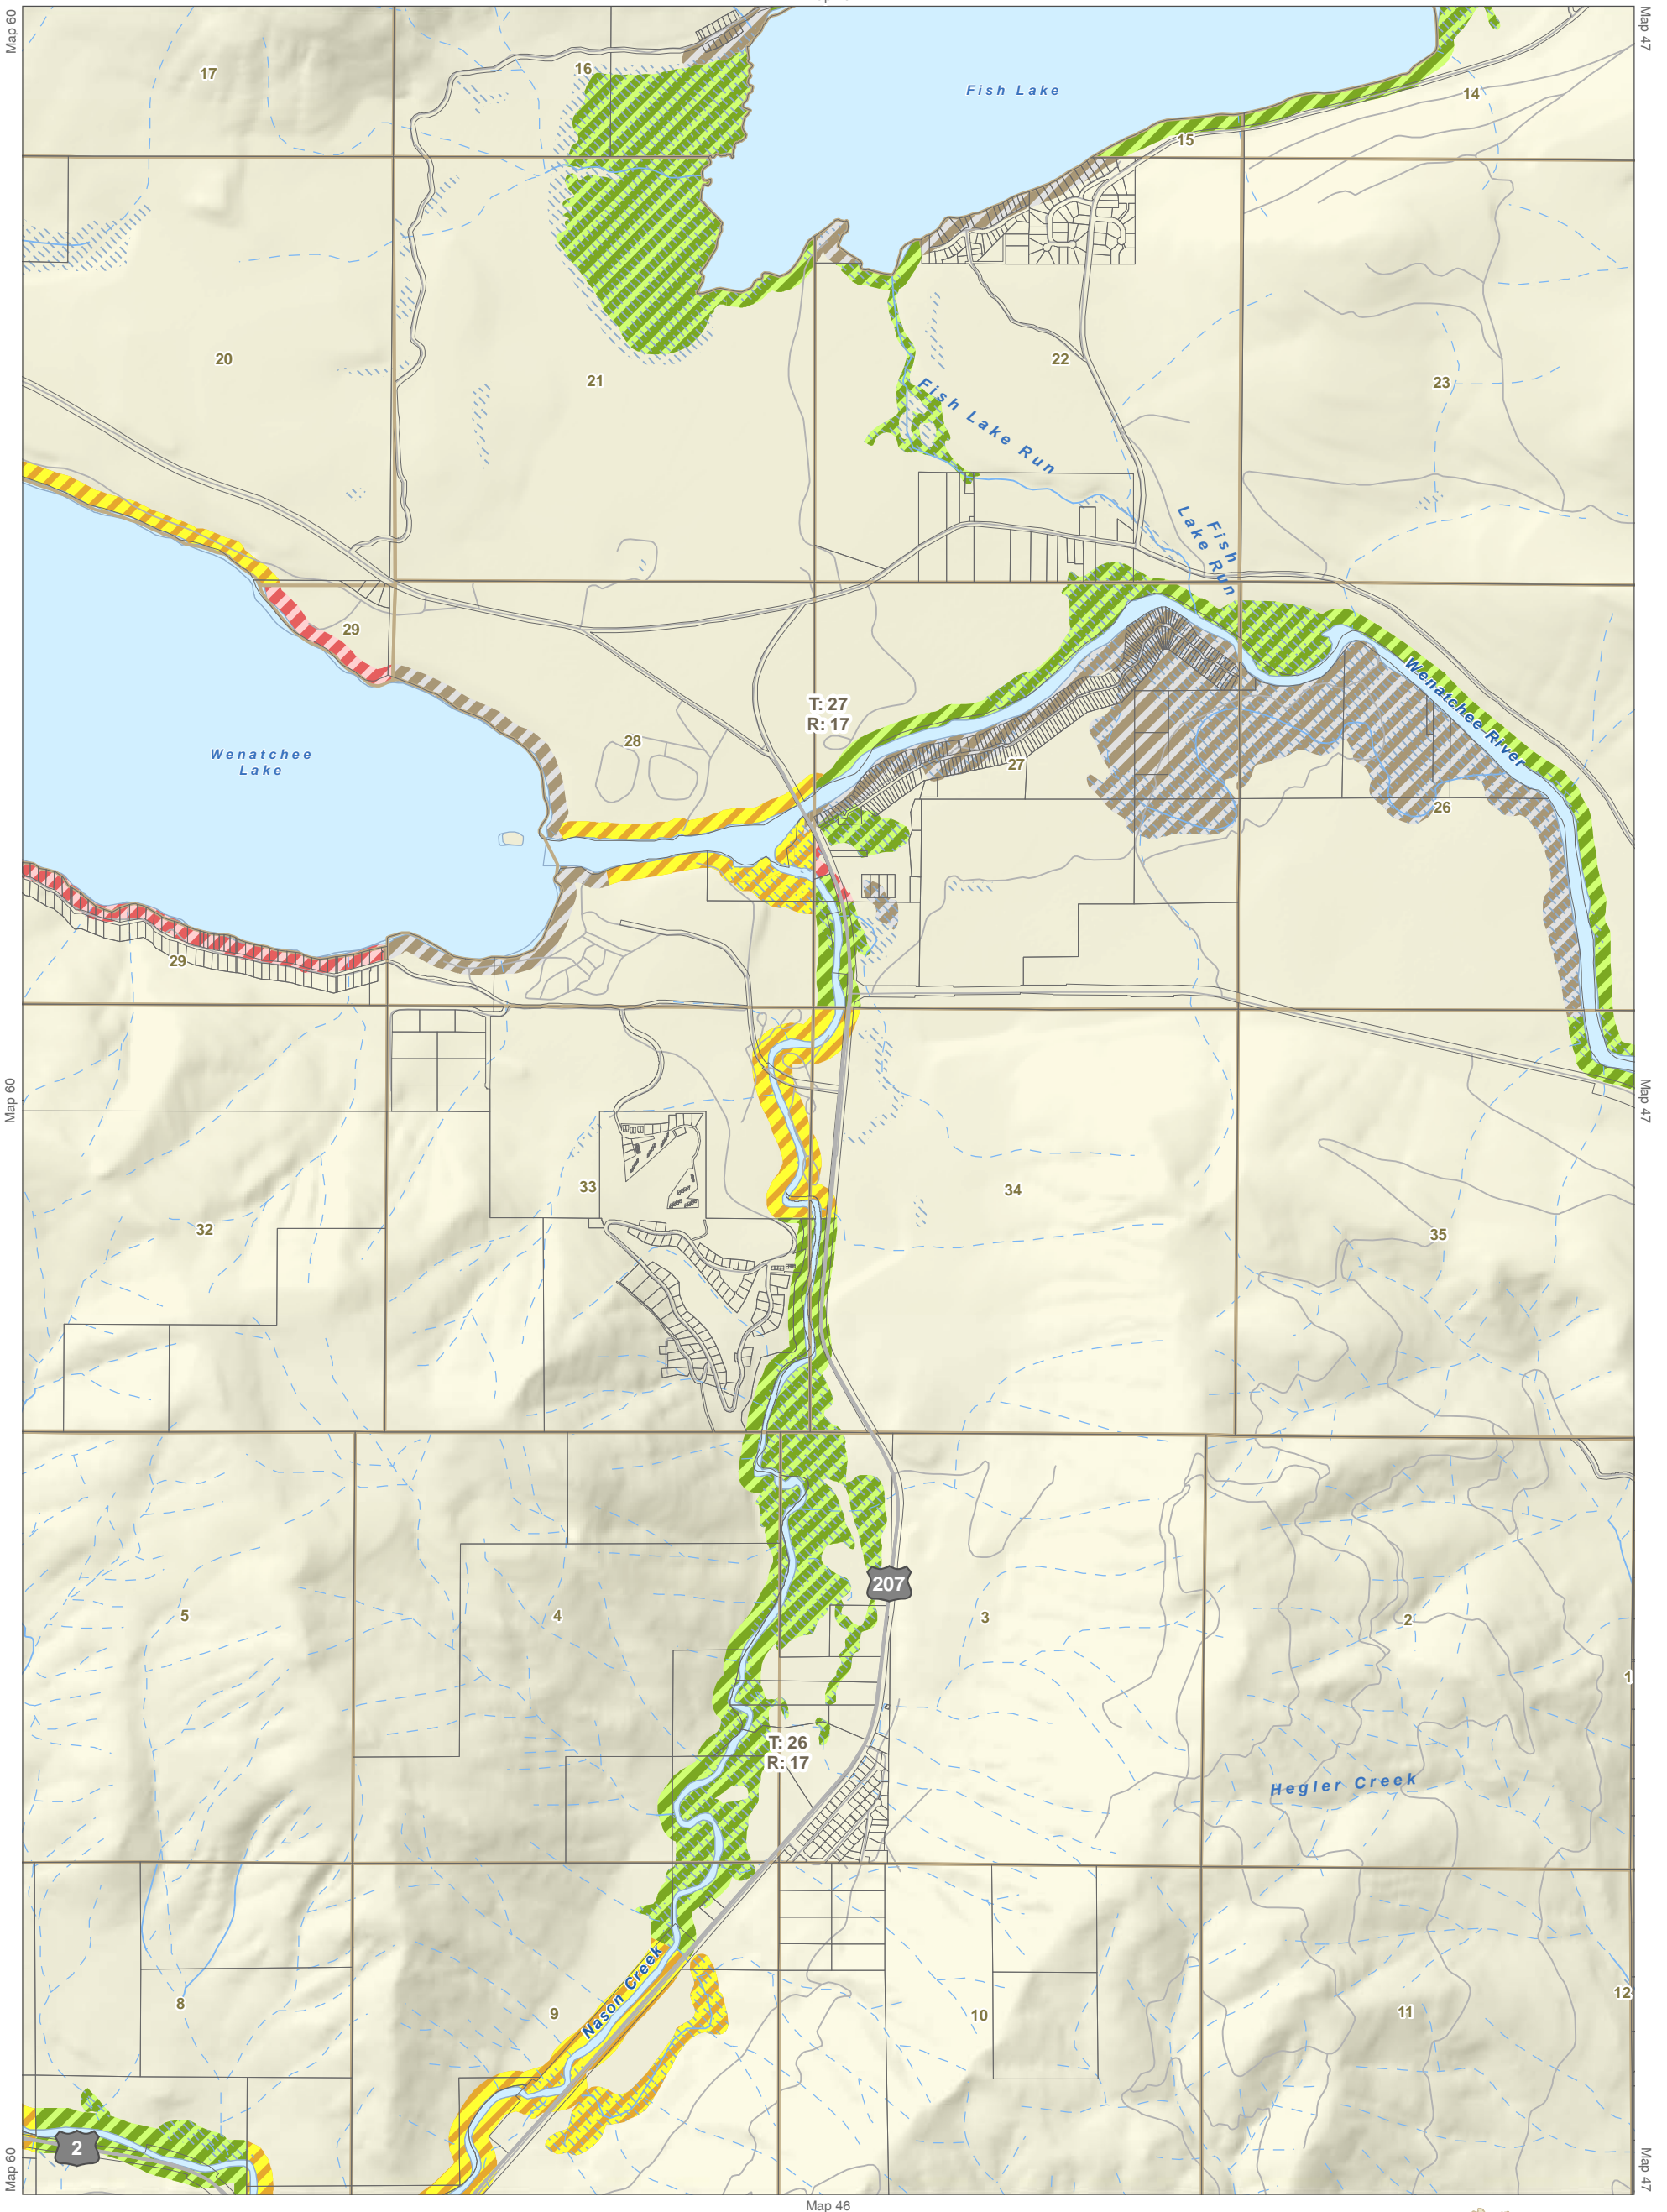 Map 60
Map 47
17
16
Fish Lake
14
15
20
21
22
23
Fish Lake Run
Fish
Lake Run
29
T: 27
R: 17
28
27
Wenatchee River
26
Wenatchee
Lake
29
Map 60
Map 47
33
34
32
35
207
5
4
3
2
1
T: 26
R: 17
Hegler Creek
Nason Creek
8
9
10
11
12
2
Map 60
Map 47
Map 46